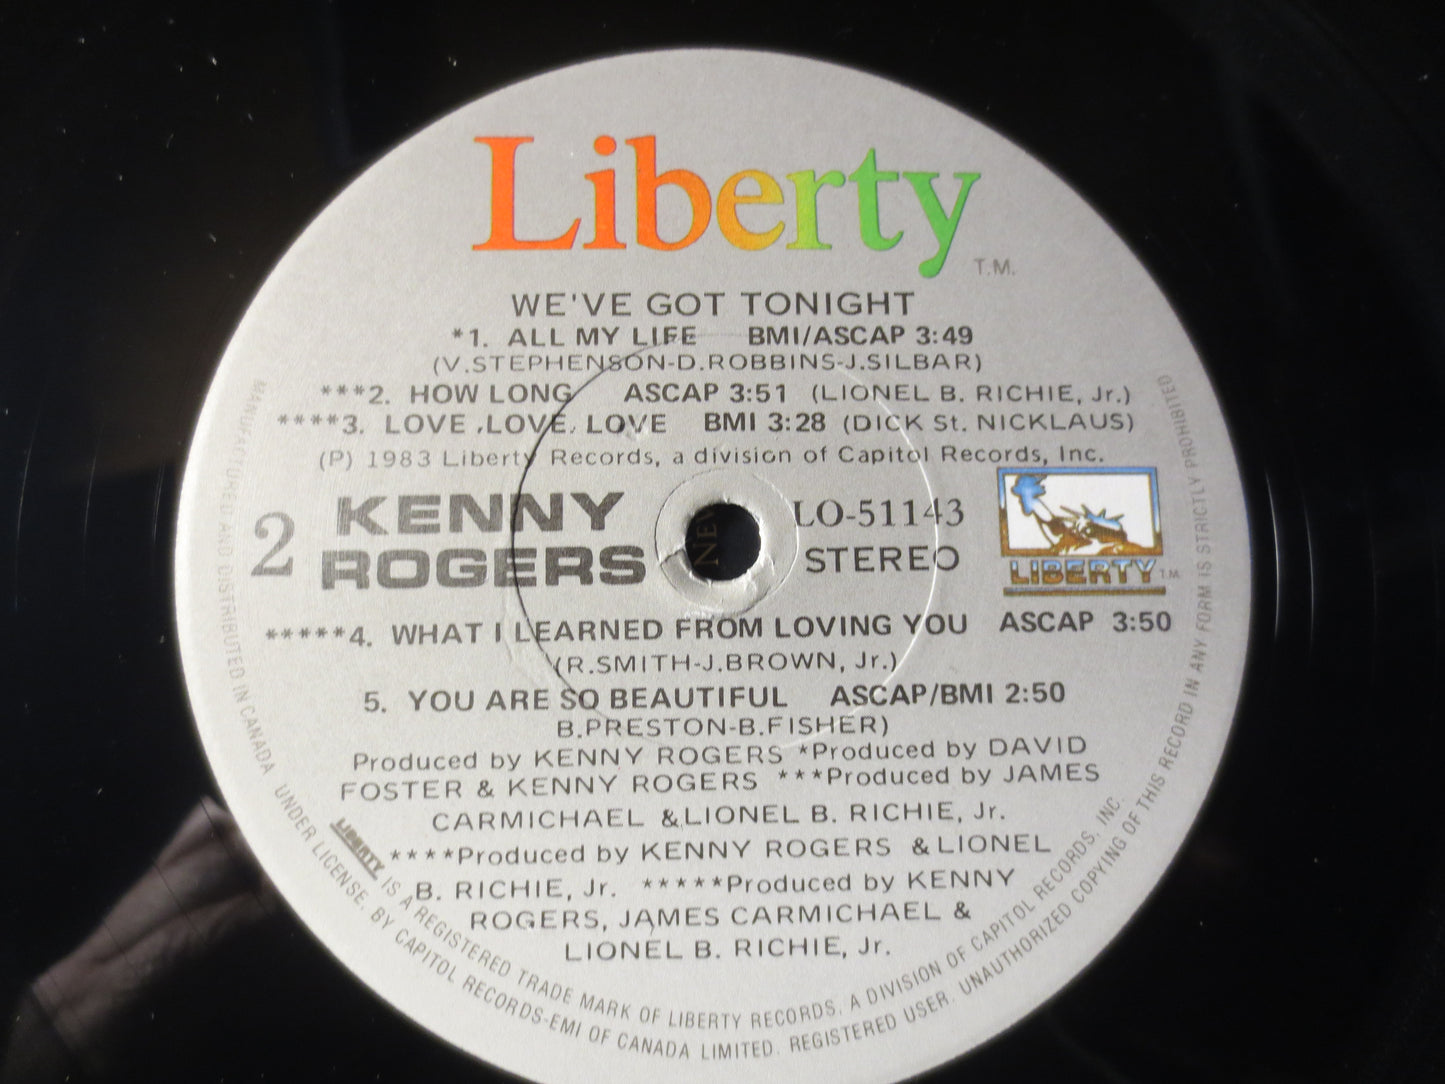 Liberty
T.M.
WE'VE GOT TONIGHT
*1. ALL MY LIFE BMI/ASCAP 3:49
(V.STEPHENSON-D.ROBBINS-J.SILBAR)
***2. HOW LONG ASCAP 3:51 (LIONEL B. RICHIE, Jr.)
****3. LOVE ,LOVE, LOVE BMI 3:28 (DICK St. NICKLAUS)
(P) 1983 Liberty Records, a division of Capitol Records, Inc.
2 KENNY ROGERS
LO-51143
STEREO
LIBERTY T.M.
*****4. WHAT I LEARNED FROM LOVING YOU ASCAP 3:50
(R.SMITH-J.BROWN, Jr.)
5. YOU ARE SO BEAUTIFUL ASCAP/BMI 2:50
B.PRESTON-B.FISHER)
Produced by KENNY ROGERS *Produced by DAVID
FOSTER & KENNY ROGERS ***Produced by JAMES
CARMICHAEL &LIONEL B. RICHIE, Jr.
****Produced by KENNY ROGERS & LIONEL
B. RICHIE, Jr. *****Produced by KENNY
ROGERS, JAMES CARMICHAEL &
LIONEL B. RICHIE, Jr.
LIBERTY IS A REGISTERED TRADE MARK OF LIBERTY RECORDS, A DIVISION OF CAPITOL RECORDS, INC.
MANUFACTURED AND DISTRIBUTED IN CANADA UNDER LICENSE, BY CAPITOL RECORDS-EMI OF CANADA LIMITED. REGISTERED USER. UNAUTHORIZED COPYING OF THIS RECORD IN ANY FORM IS STRICTLY PROHIBITED
NE